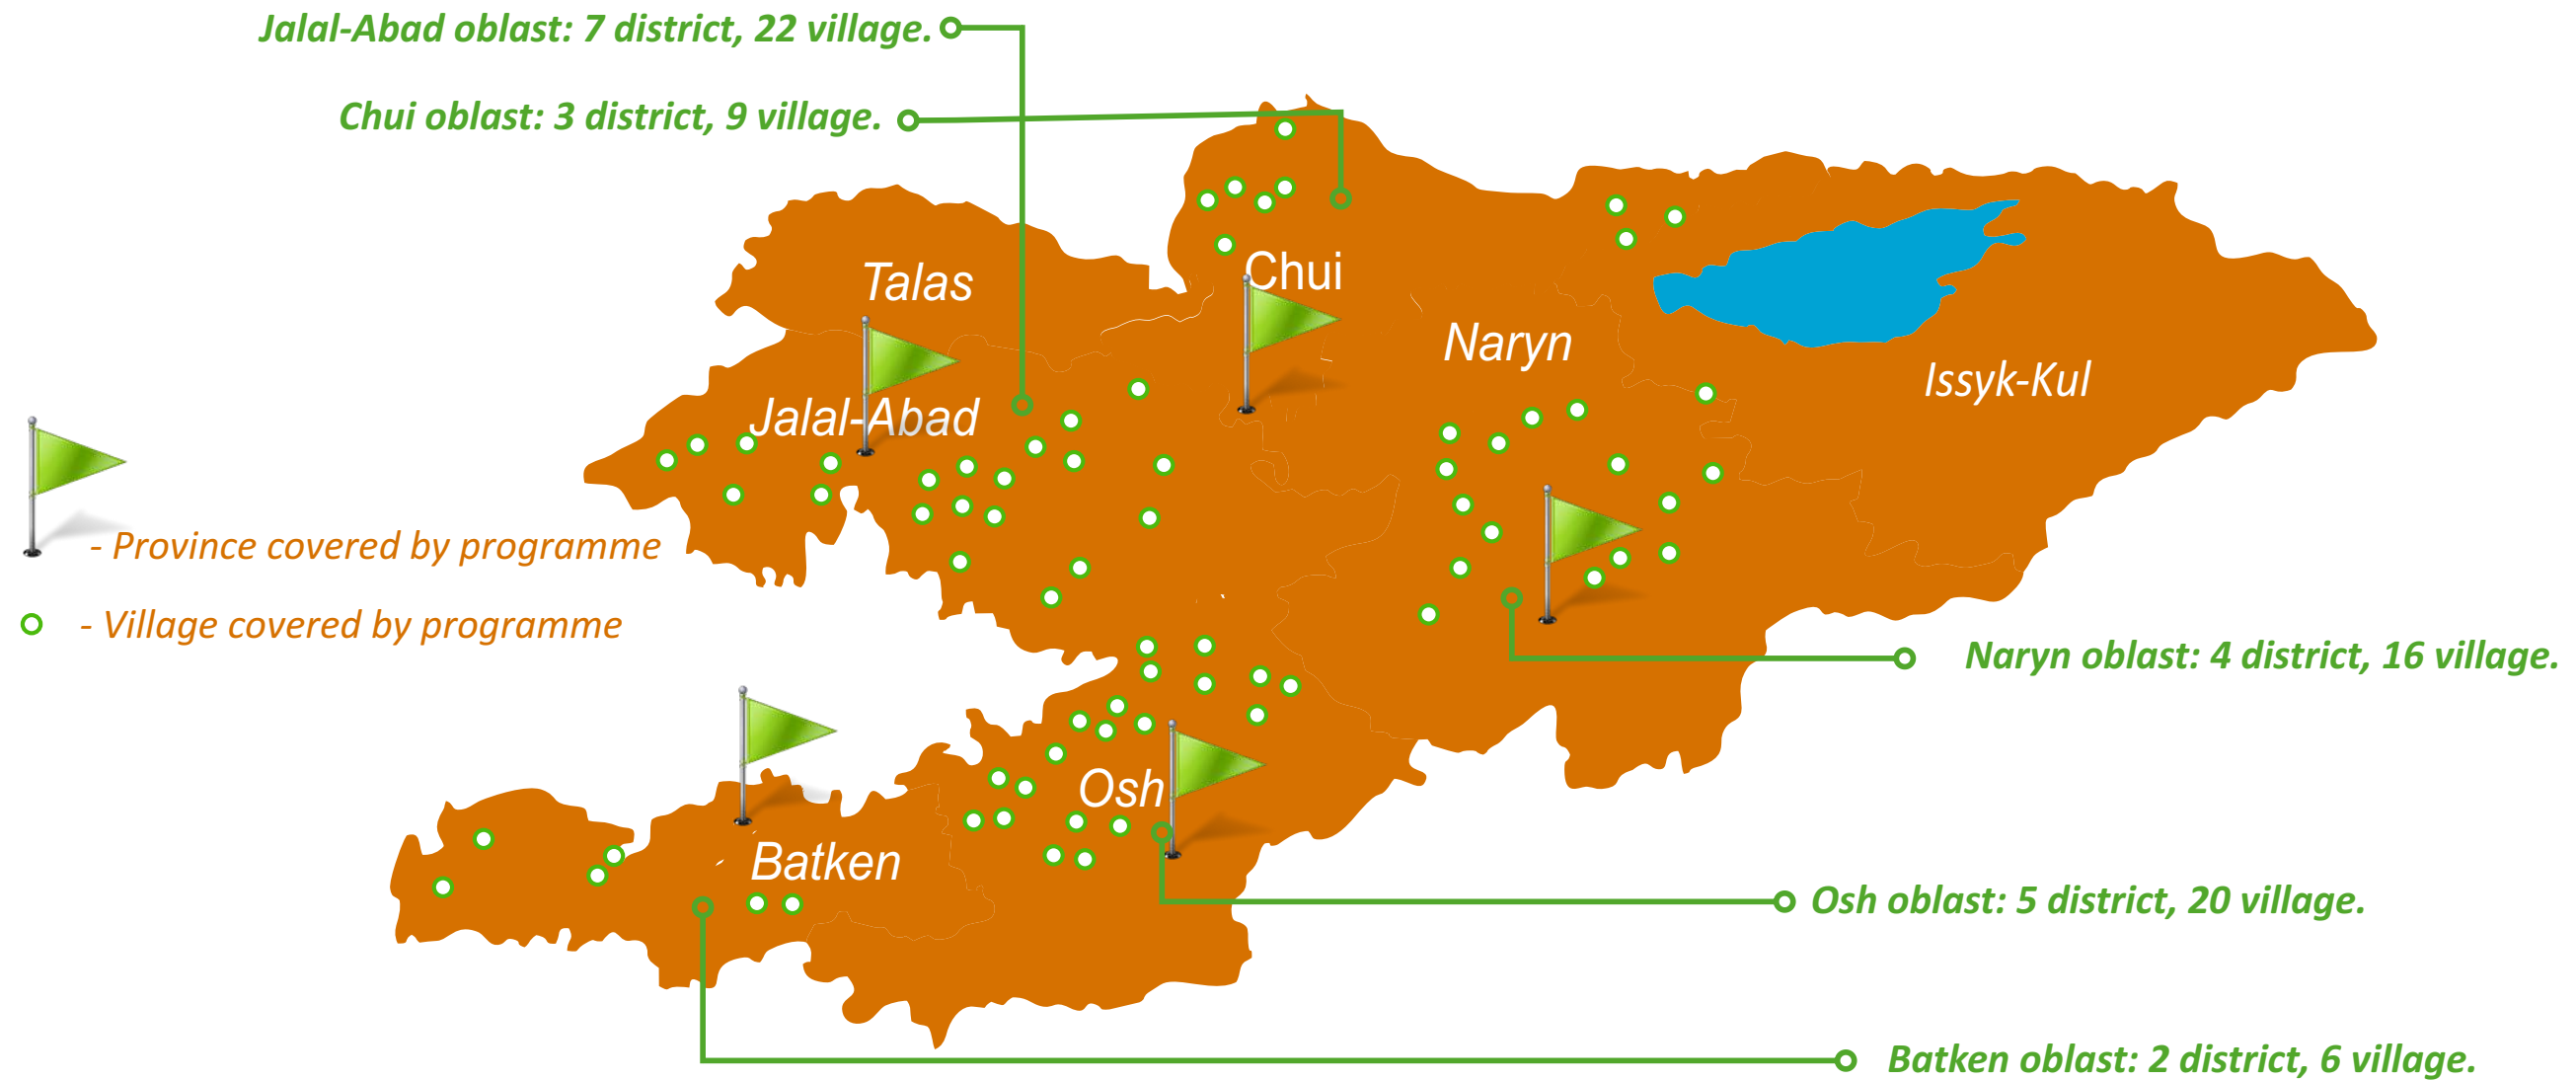 Jalal-Abad oblast: 7 district, 22 village.
Chui oblast: 3 district, 9 village.
Talas
Chui
Naryn
Issyk-Kul
Jalal-Abad
- Province covered by programme
- Village covered by programme
Naryn oblast: 4 district, 16 village.
Osh
Batken
Osh oblast: 5 district, 20 village.
Batken oblast: 2 district, 6 village.